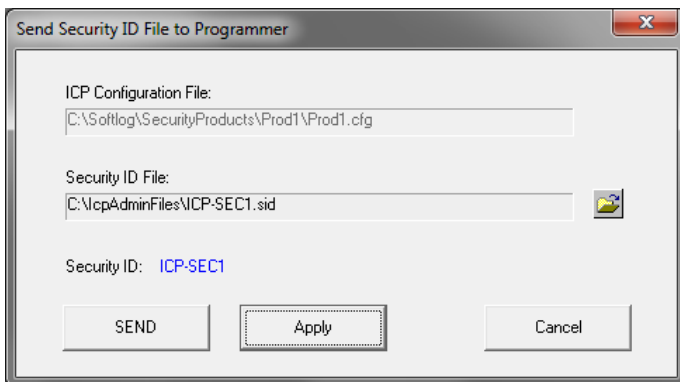 Send Security ID File to Programmer
ICP Configuration File:
C:\Softlog\SecurityProducts\Prod1\Prod1.cfg
Security ID File:
C:\IcpAdminFiles\ICP-SEC1.sid
Security ID: ICP-SEC1
SEND Apply Cancel